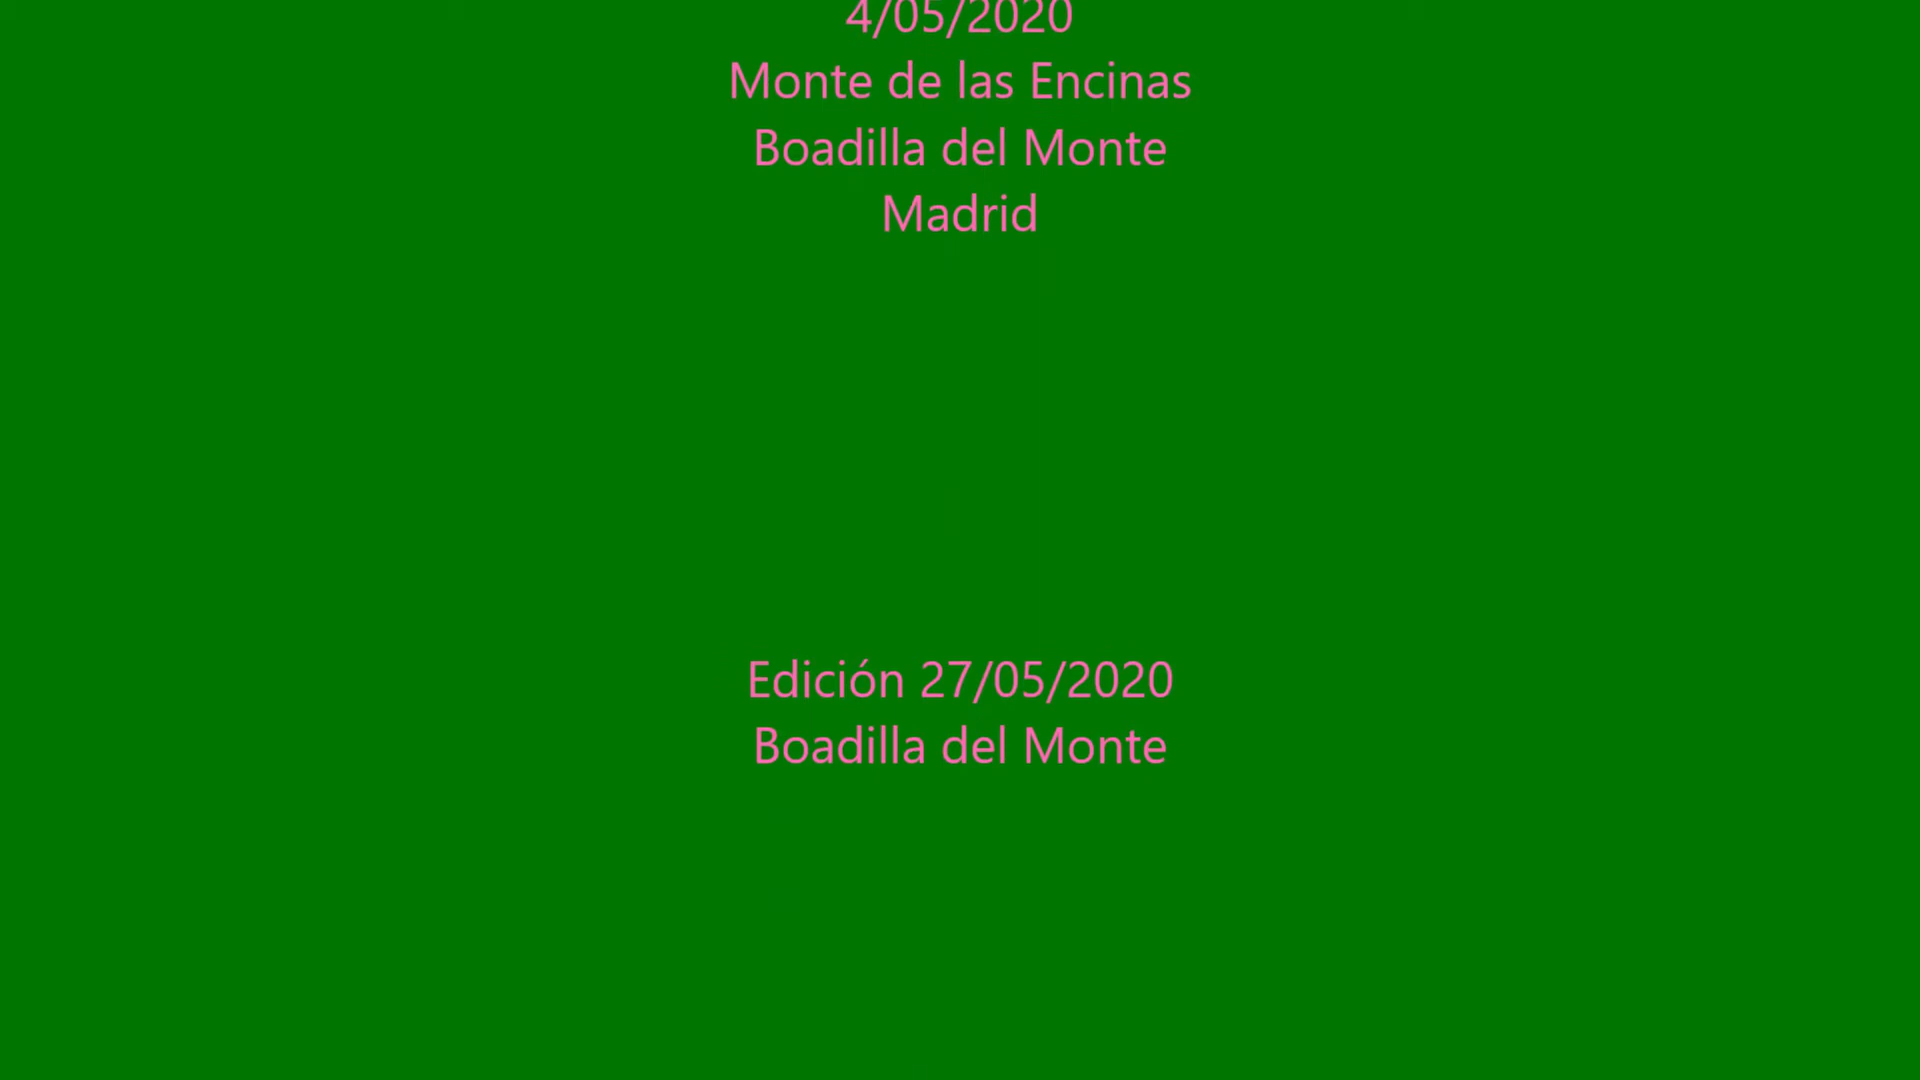 4/05/2020
Monte de las Encinas
Boadilla del Monte
Madrid
Edición 27/05/2020
Boadilla del Monte